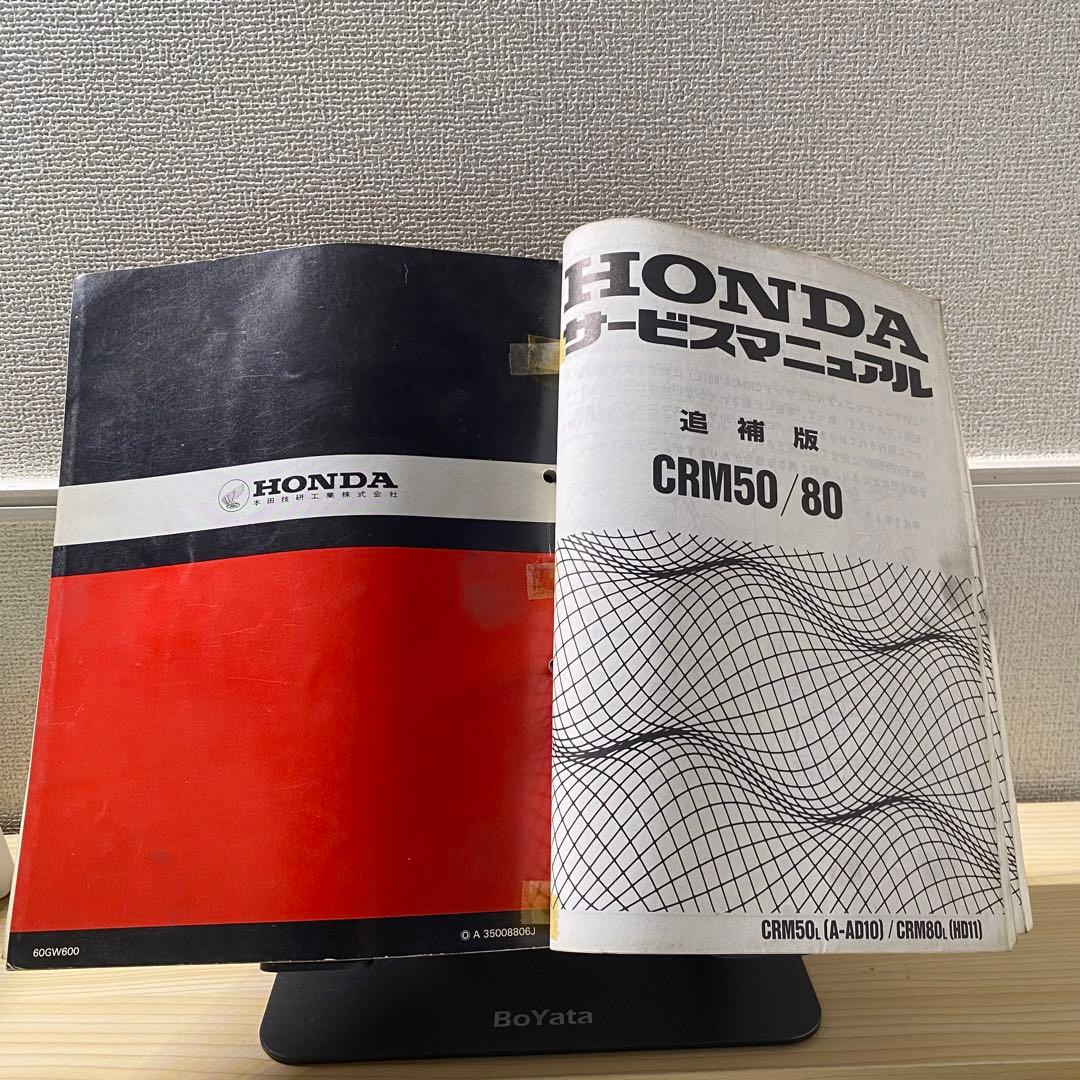 HONDA
本田技研工業株式会社
60GW600
Ⓞ A 35008806J
HONDA
サービスマニュアル
追補版
CRM50/80
CRM50L (A-AD10) / CRM80L (HD11)
BoYata